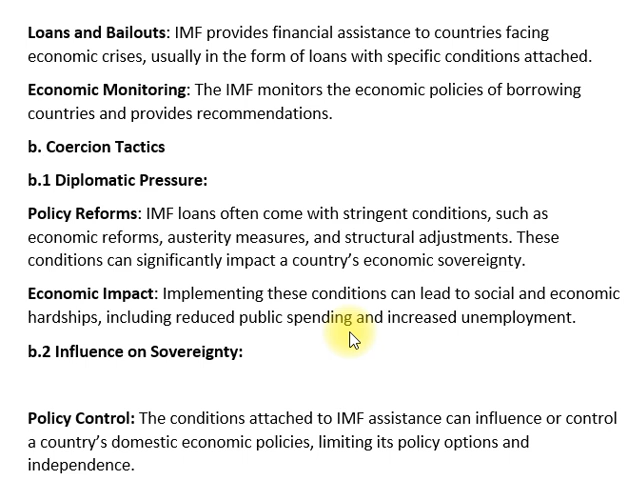 Loans and Bailouts: IMF provides financial assistance to countries facing
economic crises, usually in the form of loans with specific conditions attached.
Economic Monitoring: The IMF monitors the economic policies of borrowing
countries and provides recommendations.
b. Coercion Tactics
b.1 Diplomatic Pressure:
Policy Reforms: IMF loans often come with stringent conditions, such as
economic reforms, austerity measures, and structural adjustments. These
conditions can significantly impact a country’s economic sovereignty.
Economic Impact: Implementing these conditions can lead to social and economic
hardships, including reduced public spending and increased unemployment.
b.2 Influence on Sovereignty:
Policy Control: The conditions attached to IMF assistance can influence or control
a country’s domestic economic policies, limiting its policy options and
independence.